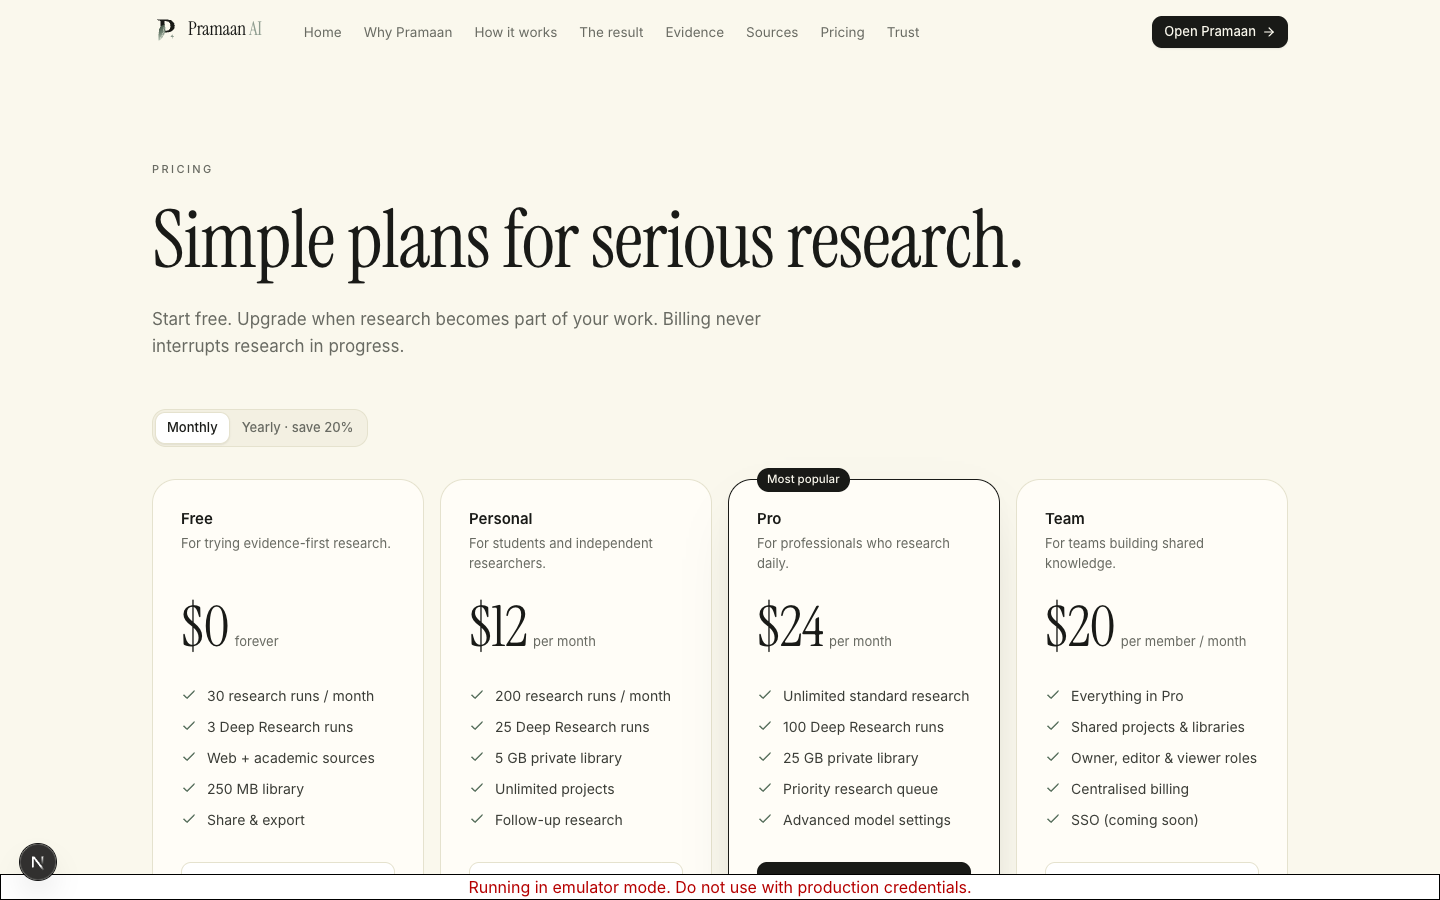 Pramaan AI
Home
Why Pramaan
How it works
The result
Evidence
Sources
Pricing
Trust
Open Pramaan →
PRICING
Simple plans for serious research.
Start free. Upgrade when research becomes part of your work. Billing never
interrupts research in progress.
Monthly
Yearly · save 20%
Free
For trying evidence-first research.
$0 forever
30 research runs / month
3 Deep Research runs
Web + academic sources
250 MB library
Share & export
Personal
For students and independent
researchers.
$12 per month
200 research runs / month
25 Deep Research runs
5 GB private library
Unlimited projects
Follow-up research
Most popular
Pro
For professionals who research
daily.
$24 per month
Unlimited standard research
100 Deep Research runs
25 GB private library
Priority research queue
Advanced model settings
Team
For teams building shared
knowledge.
$20 per member / month
Everything in Pro
Shared projects & libraries
Owner, editor & viewer roles
Centralised billing
SSO (coming soon)
N
Running in emulator mode. Do not use with production credentials.